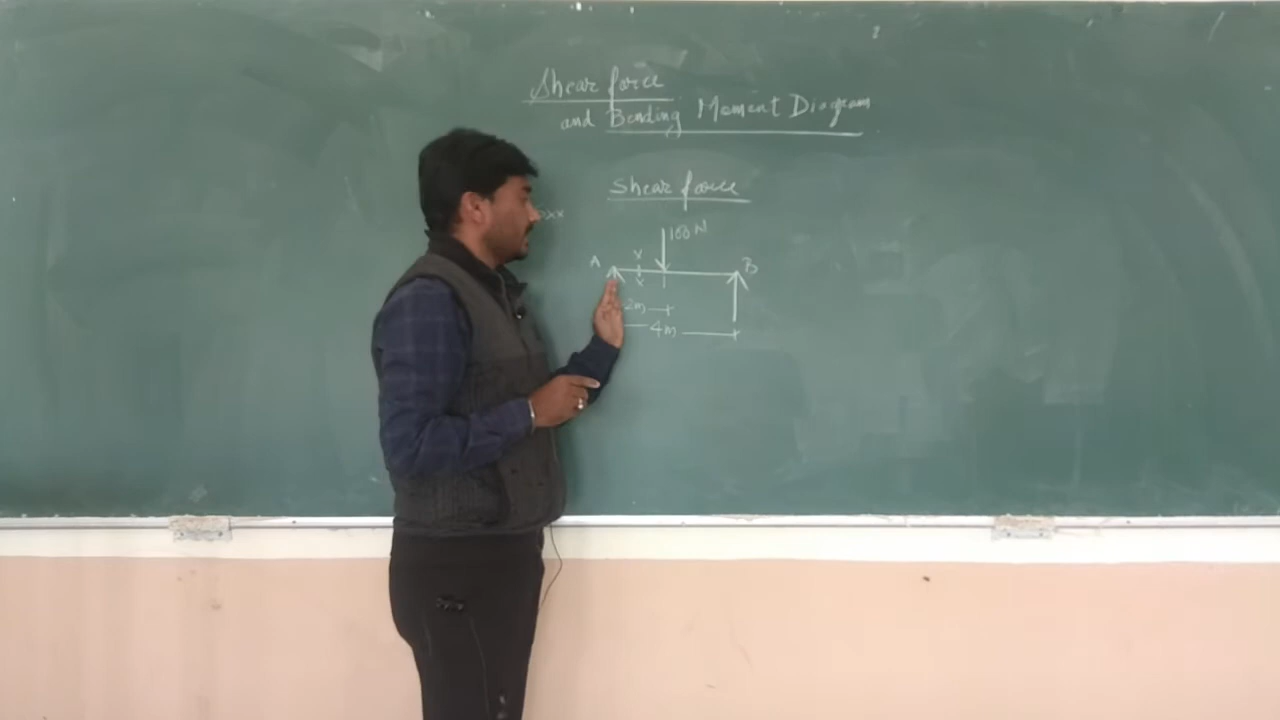 Shear force
and Bending Moment Diagram
Shear force
100 N
A
x
B
x
2m
4m